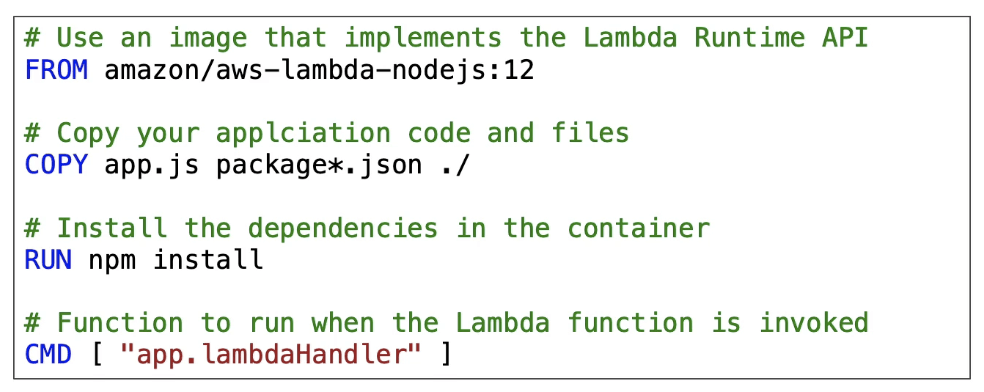 # Use an image that implements the Lambda Runtime API
FROM amazon/aws-lambda-nodejs:12
# Copy your applciation code and files
COPY app.js package*.json ./
# Install the dependencies in the container
RUN npm install
# Function to run when the Lambda function is invoked
CMD [ "app.lambdaHandler" ]